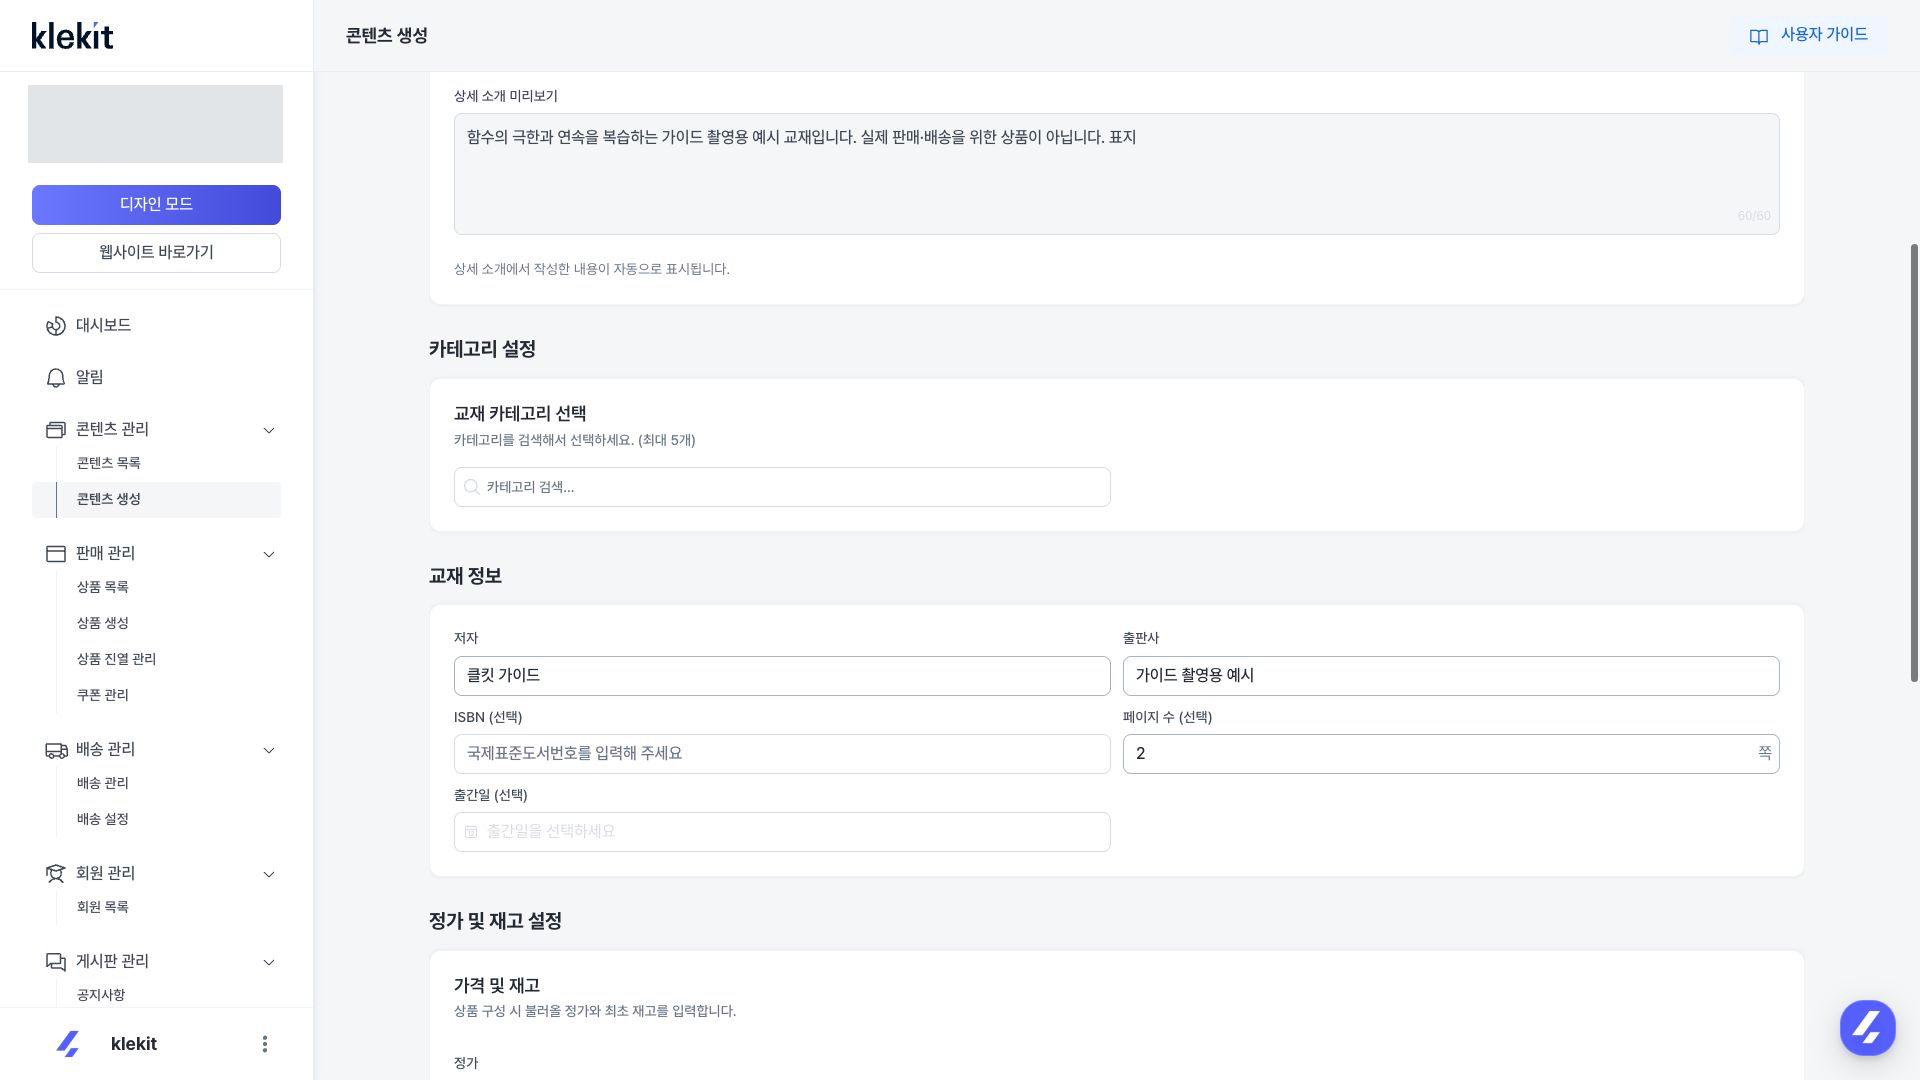 klekit
디자인 모드
웹사이트 바로가기
대시보드
알림
콘텐츠 관리
콘텐츠 목록
콘텐츠 생성
판매 관리
상품 목록
상품 생성
상품 진열 관리
쿠폰 관리
배송 관리
배송 관리
배송 설정
회원 관리
회원 목록
게시판 관리
공지사항
klekit
콘텐츠 생성
사용자 가이드
상세 소개 미리보기
함수의 극한과 연속을 복습하는 가이드 촬영용 예시 교재입니다. 실제 판매·배송을 위한 상품이 아닙니다. 표지
60/60
상세 소개에서 작성한 내용이 자동으로 표시됩니다.
카테고리 설정
교재 카테고리 선택
카테고리를 검색해서 선택하세요. (최대 5개)
카테고리 검색...
교재 정보
저자
출판사
클킷 가이드
가이드 촬영용 예시
ISBN (선택)
페이지 수 (선택)
국제표준도서번호를 입력해 주세요
2
쪽
출간일 (선택)
출간일을 선택하세요
정가 및 재고 설정
가격 및 재고
상품 구성 시 불러올 정가와 최초 재고를 입력합니다.
정가